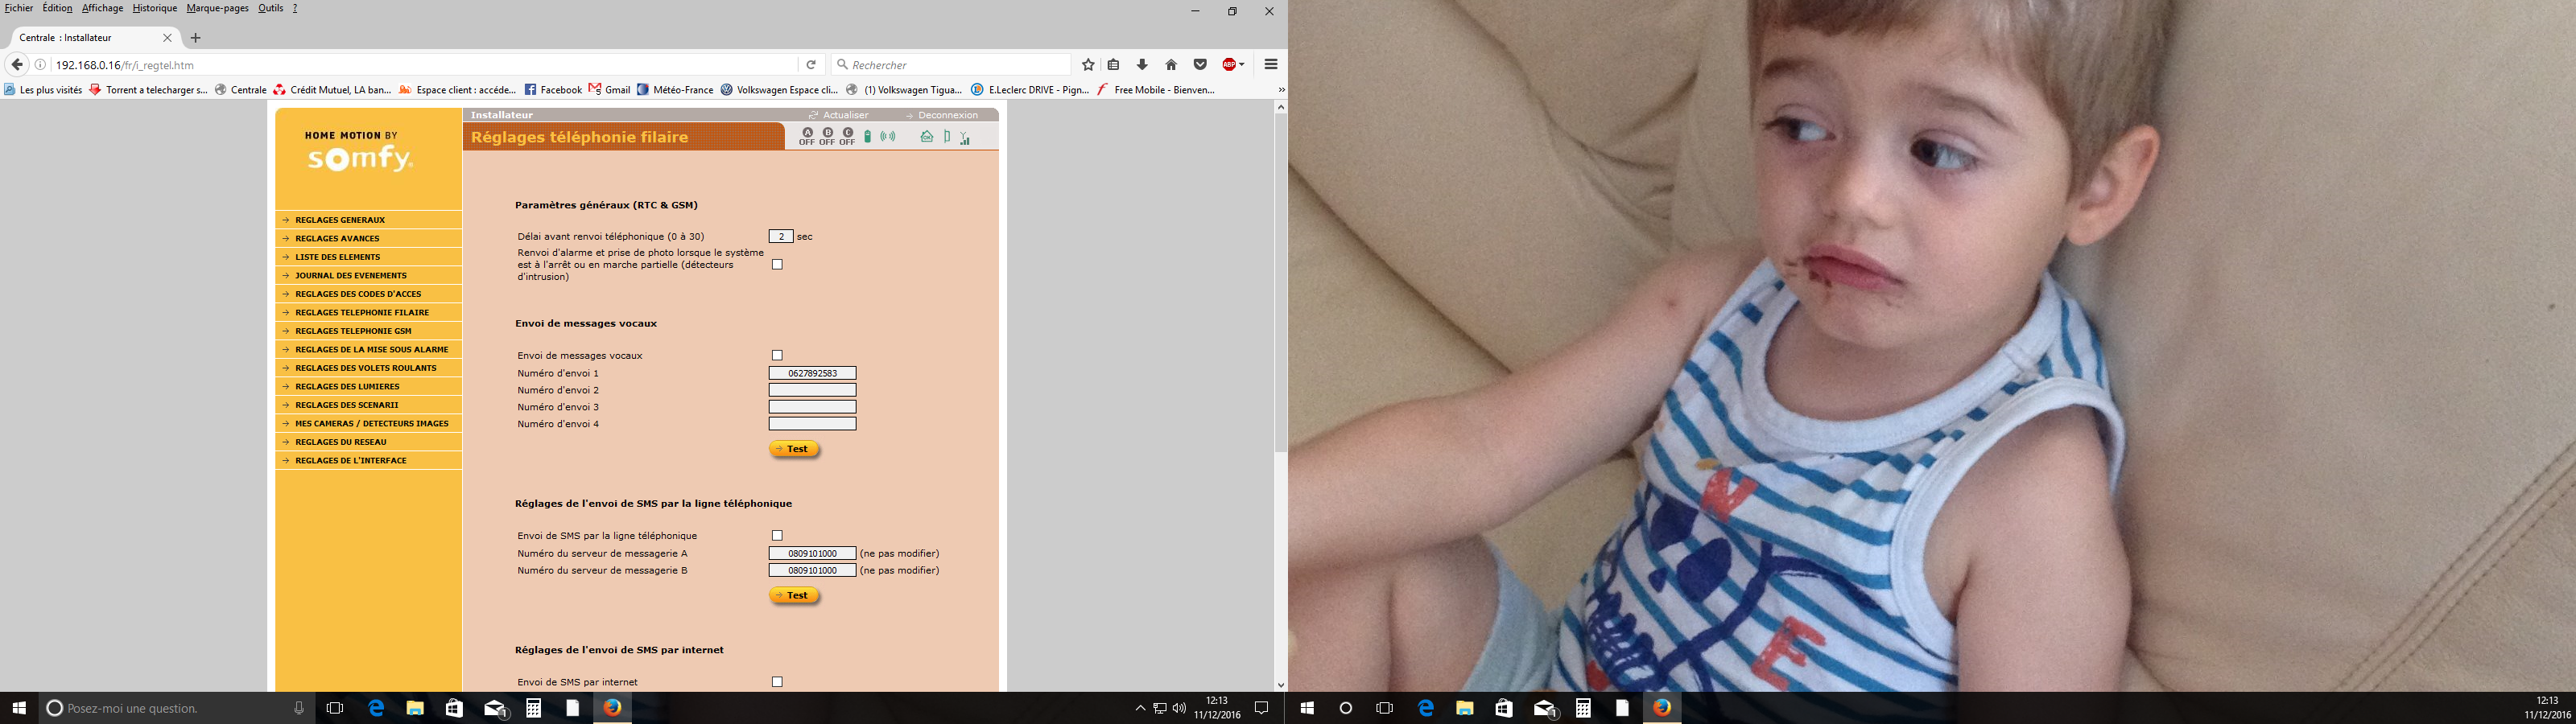 Fichier Édition Affichage Historique Marque-pages Outils ?
Centrale : Installateur
192.168.0.16/fr/i_regtel.htm
Rechercher
ABP
Les plus visités Torrent a telecharger s... Centrale Crédit Mutuel, LA ban... Espace client : accéde... Facebook Gmail Météo-France Volkswagen Espace cli... (1) Volkswagen Tigua... E.Leclerc DRIVE - Pign... Free Mobile - Bienven... »
HOME MOTION BY
somfy.
Installateur
Actualiser
Deconnexion
Réglages téléphonie filaire
A B C
OFF OFF OFF
REGLAGES GENERAUX
REGLAGES AVANCES
LISTE DES ELEMENTS
JOURNAL DES EVENEMENTS
REGLAGES DES CODES D'ACCES
REGLAGES TELEPHONIE FILAIRE
REGLAGES TELEPHONIE GSM
REGLAGES DE LA MISE SOUS ALARME
REGLAGES DES VOLETS ROULANTS
REGLAGES DES LUMIERES
REGLAGES DES SCENARII
MES CAMERAS / DETECTEURS IMAGES
REGLAGES DU RESEAU
REGLAGES DE L'INTERFACE
Paramètres généraux (RTC & GSM)
Délai avant renvoi téléphonique (0 à 30) 2 sec
Renvoi d'alarme et prise de photo lorsque le système
est à l'arrêt ou en marche partielle (détecteurs
d'intrusion)
Envoi de messages vocaux
Envoi de messages vocaux
Numéro d'envoi 1 0627892583
Numéro d'envoi 2
Numéro d'envoi 3
Numéro d'envoi 4
Test
Réglages de l'envoi de SMS par la ligne téléphonique
Envoi de SMS par la ligne téléphonique
Numéro du serveur de messagerie A 0809101000 (ne pas modifier)
Numéro du serveur de messagerie B 0809101000 (ne pas modifier)
Test
Réglages de l'envoi de SMS par internet
Envoi de SMS par internet
Posez-moi une question.
1
12:13
11/12/2016
N
E
1
12:13
11/12/2016